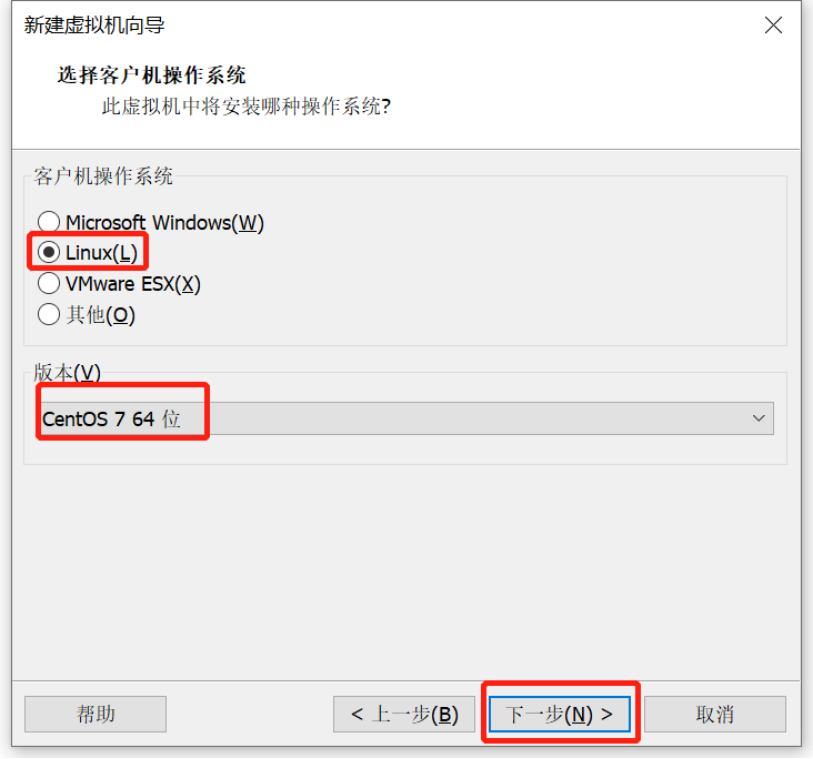 新建虚拟机向导
选择客户机操作系统
此虚拟机中将安装哪种操作系统?
客户机操作系统
Microsoft Windows(W)
Linux(L)
VMware ESX(X)
其他(O)
版本(V)
CentOS 7 64 位
帮助
< 上一步(B)
下一步(N) >
取消